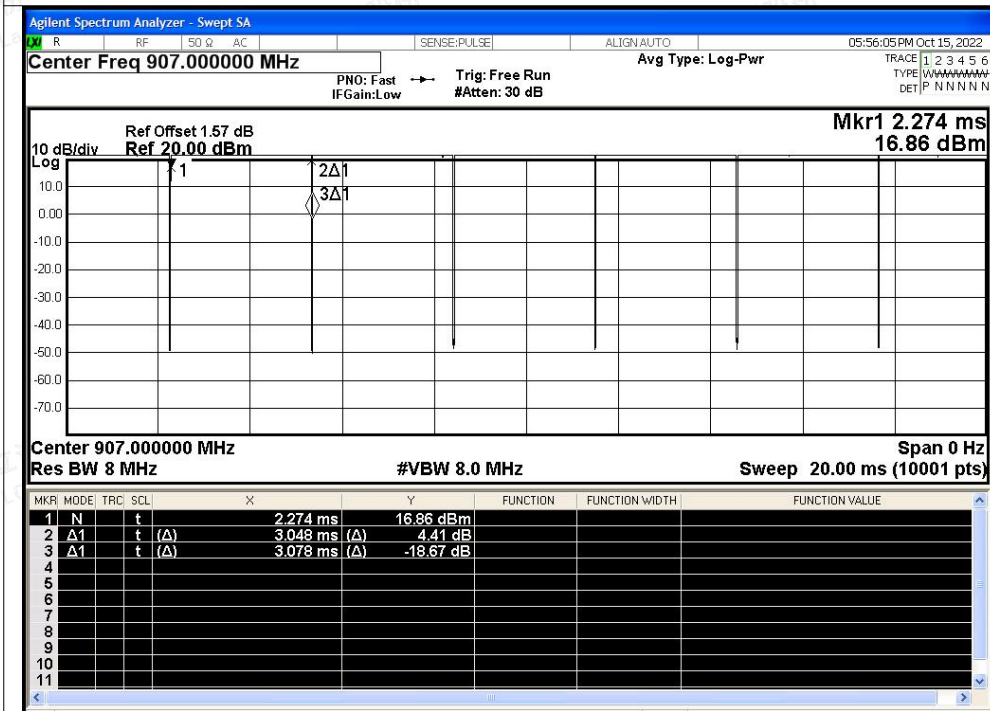 Agilent Spectrum Analyzer - Swept SA
LXI R RF 50 Ω AC SENSE:PULSE ALIGN AUTO 05:56:05 PM Oct 15, 2022
Center Freq 907.000000 MHz Avg Type: Log-Pwr TRACE 1 2 3 4 5 6
PNO: Fast Trig: Free Run TYPE
IFGain:Low #Atten: 30 dB DET P N N N N N
Mkr1 2.274 ms
16.86 dBm
Ref Offset 1.57 dB
10 dB/div Ref 20.00 dBm
Log
1
2Δ1
3Δ1
10.0
0.00
-10.0
-20.0
-30.0
-40.0
-50.0
-60.0
-70.0
Center 907.000000 MHz Span 0 Hz
Res BW 8 MHz #VBW 8.0 MHz Sweep 20.00 ms (10001 pts)
MKR MODE TRC SCL X Y FUNCTION FUNCTION WIDTH FUNCTION VALUE
1 N t 2.274 ms 16.86 dBm
2 Δ1 t (Δ) 3.048 ms (Δ) 4.41 dB
3 Δ1 t (Δ) 3.078 ms (Δ) -18.67 dB
4
5
6
7
8
9
10
11